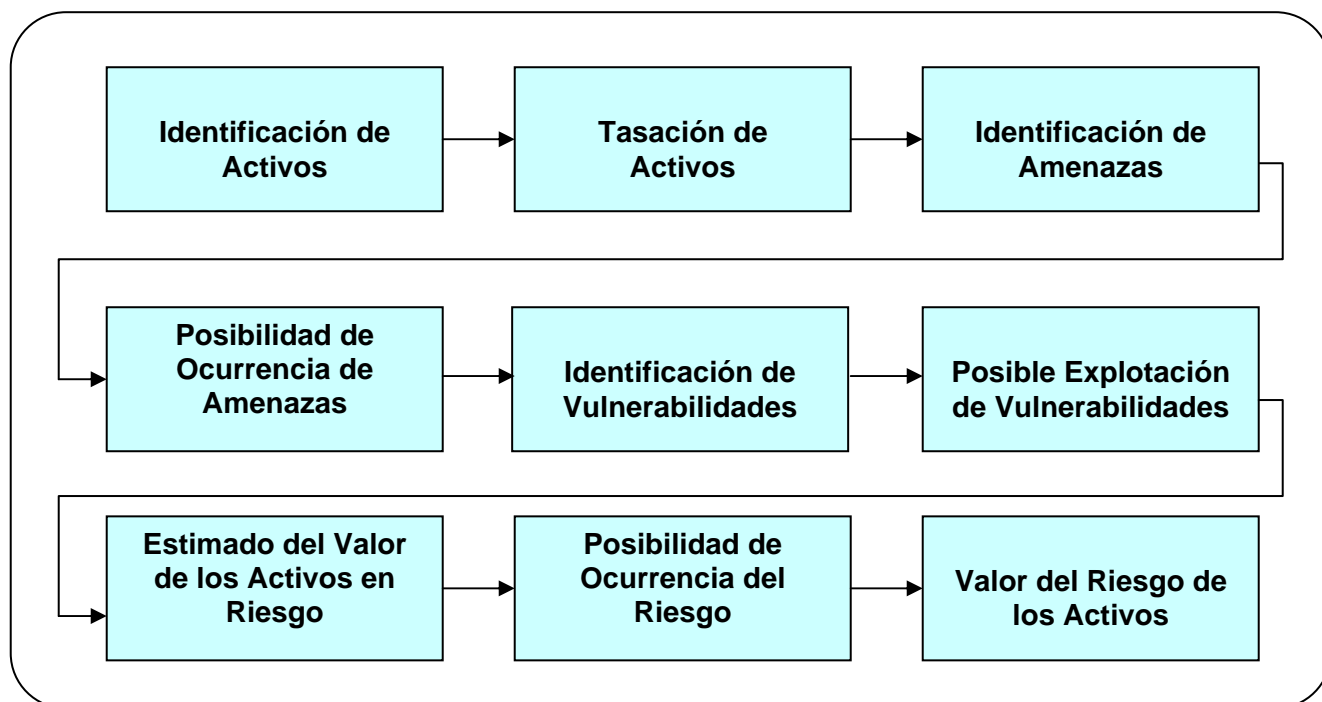 Identificación de
Activos
Tasación de
Activos
Identificación de
Amenazas
Posibilidad de
Ocurrencia de
Amenazas
Identificación de
Vulnerabilidades
Posible Explotación
de Vulnerabilidades
Estimado del Valor
de los Activos en
Riesgo
Posibilidad de
Ocurrencia del
Riesgo
Valor del Riesgo de
los Activos